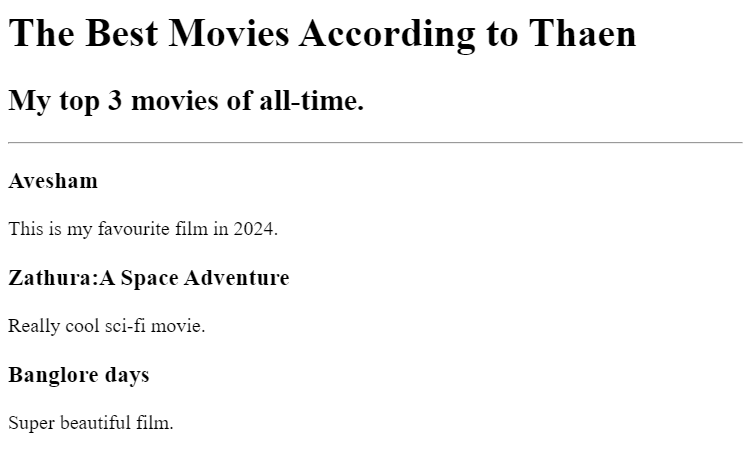 The Best Movies According to Thaen
My top 3 movies of all-time.
Avesham
This is my favourite film in 2024.
Zathura:A Space Adventure
Really cool sci-fi movie.
Banglore days
Super beautiful film.